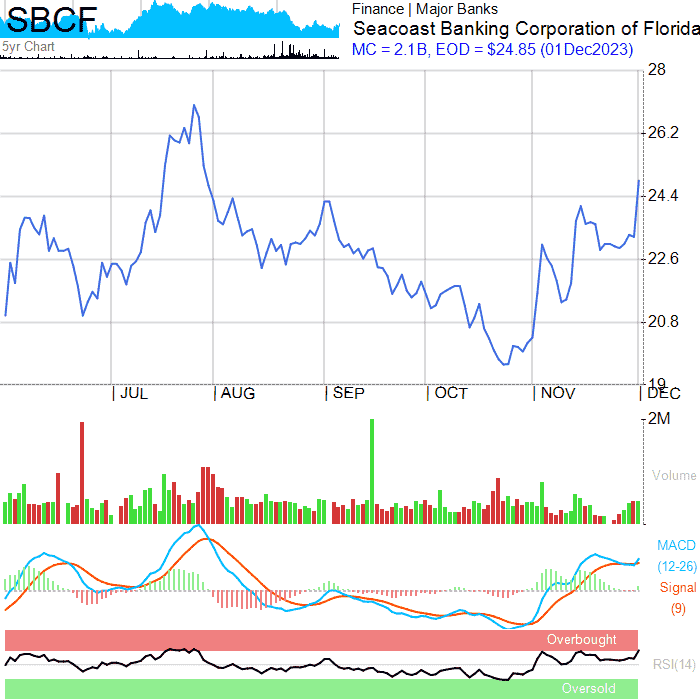 SBCF
5yr Chart
Finance | Major Banks
Seacoast Banking Corporation of Florida
MC = 2.1B, EOD = $24.85 (01Dec2023)
28
26.2
24.4
22.6
20.8
19
| JUL | AUG | SEP | OCT | NOV | DEC
2M
Volume
MACD
(12-26)
Signal
(9)
Overbought
RSI(14)
Oversold